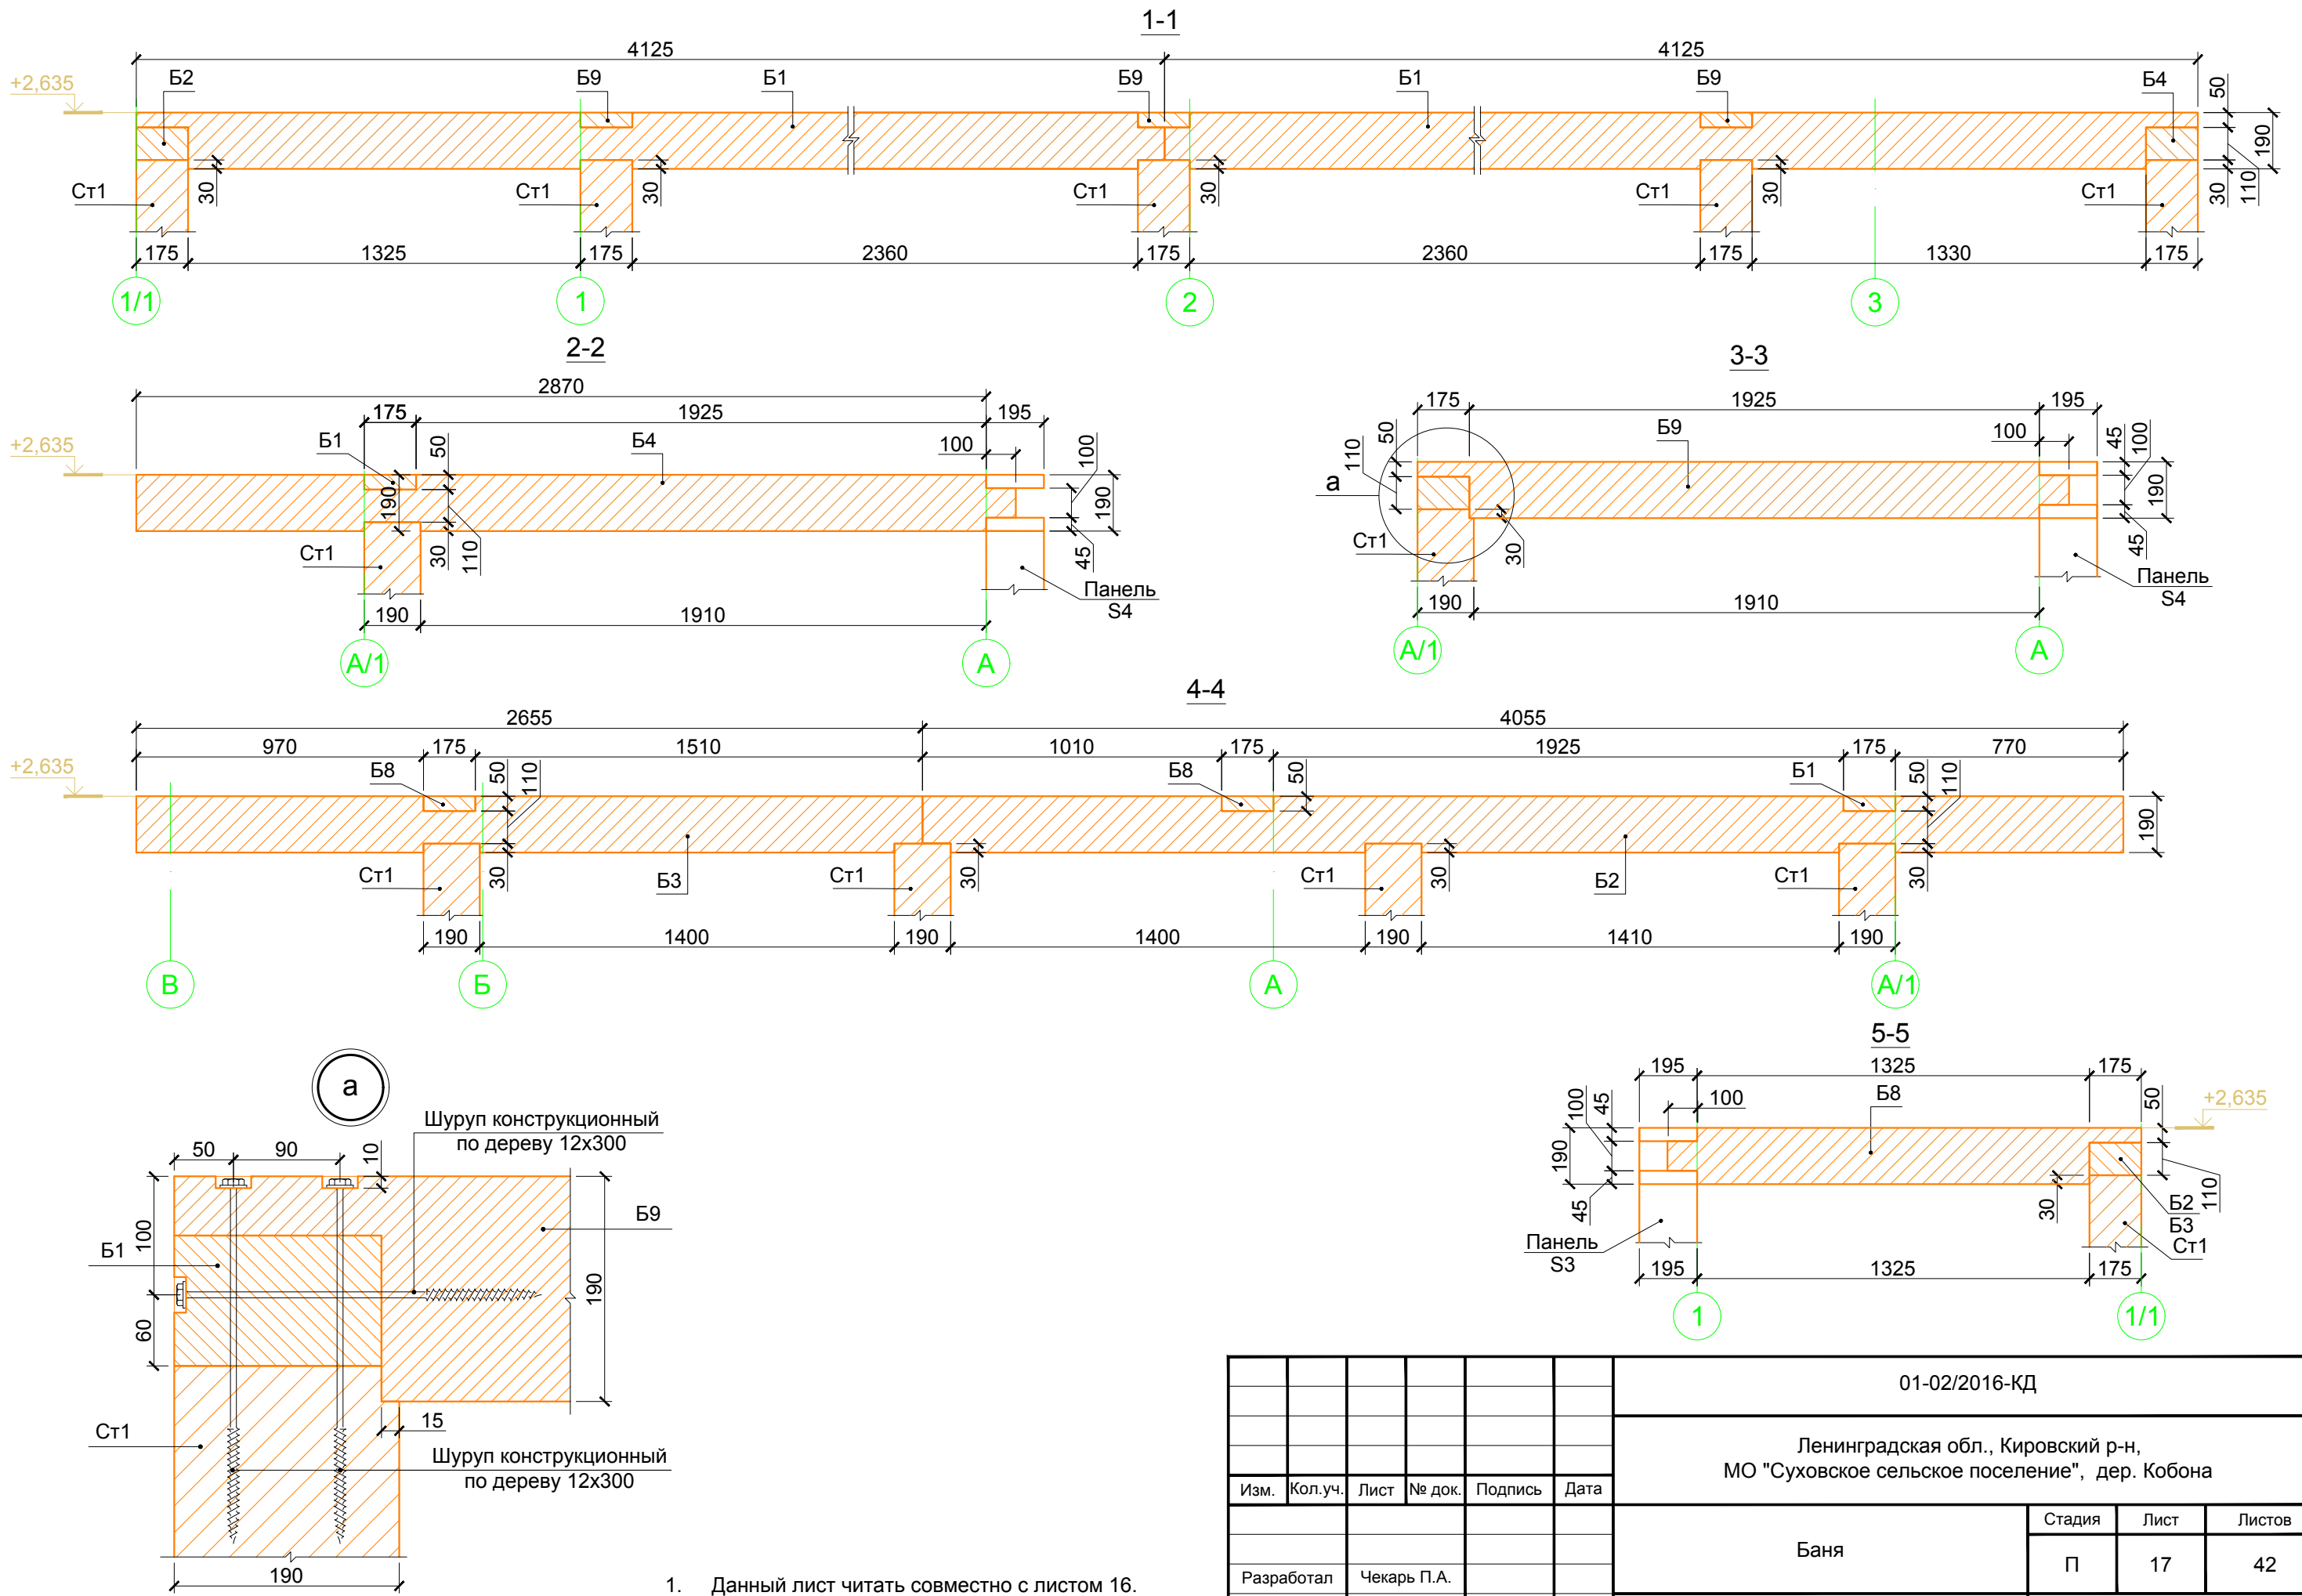 1-1
4125 4125
+2,635 Б2 Б9 Б1 Б9 Б1 Б9 Б4 50
190
Ст1 30 Ст1 30 Ст1 30 Ст1 30 Ст1 30 110
175 1325 175 2360 175 2360 175 1330 175
1/1 1 2 3
2-2
2870
175 1925 195
+2,635 Б1 50 Б4 100 100
190 190
Ст1 30 110 45
Панель
S4
190 1910
А/1 А
3-3
175 1925 195
110 50 Б9 100 45 100
а 190
Ст1 30 45
Панель
S4
190 1910
А/1 А
4-4
2655 4055
970 175 1510 1010 175 1925 175 770
+2,635 Б8 50 110 Б8 50 Б1 50 110
190
Ст1 30 Б3 Ст1 30 Ст1 30 Б2 Ст1 30
190 1400 190 1400 190 1410 190
В Б А А/1
а
Шуруп конструкционный
по дереву 12х300
50 90 10
100 Б9
Б1
190
60
15
Ст1
Шуруп конструкционный
по дереву 12х300
190
5-5
195 1325 175
100 45 100 Б8 50 +2,635
190
45 30 Б2 110
Б3
Панель Ст1
S3
195 1325 175
1 1/1
1. Данный лист читать совместно с листом 16.
01-02/2016-КД
Ленинградская обл., Кировский р-н,
МО "Суховское сельское поселение", дер. Кобона
Изм. Кол.уч. Лист № док. Подпись Дата
Баня
Стадия Лист Листов
П 17 42
Разработал Чекарь П.А.